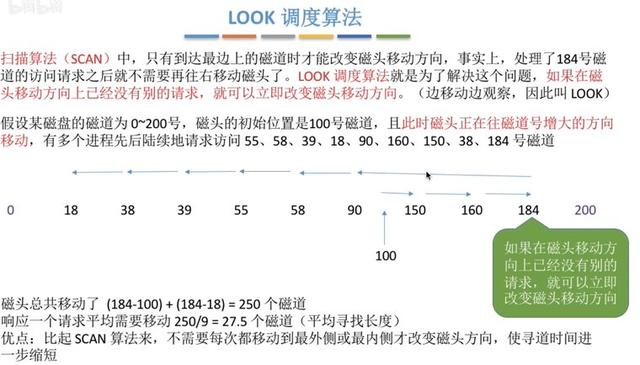 LOOK 调度算法
扫描算法（SCAN）中，只有到达最边上的磁道时才能改变磁头移动方向，事实上，处理了184号磁
道的访问请求之后就不需要再往右移动磁头了。LOOK 调度算法就是为了解决这个问题，如果在磁
头移动方向上已经没有别的请求，就可以立即改变磁头移动方向。（边移动边观察，因此叫 LOOK）
假设某磁盘的磁道为 0~200号，磁头的初始位置是100号磁道，且此时磁头正在往磁道号增大的方向
移动，有多个进程先后陆续地请求访问 55、58、39、18、90、160、150、38、184 号磁道
0 18 38 39 55 58 90 150 160 184 200
100
如果在磁头移动方
向上已经没有别的
请求，就可以立即
改变磁头移动方向
磁头总共移动了 (184-100) + (184-18) = 250 个磁道
响应一个请求平均需要移动 250/9 = 27.5 个磁道（平均寻找长度）
优点：比起 SCAN 算法来，不需要每次都移动到最外侧或最内侧才改变磁头方向，使寻道时间进
一步缩短